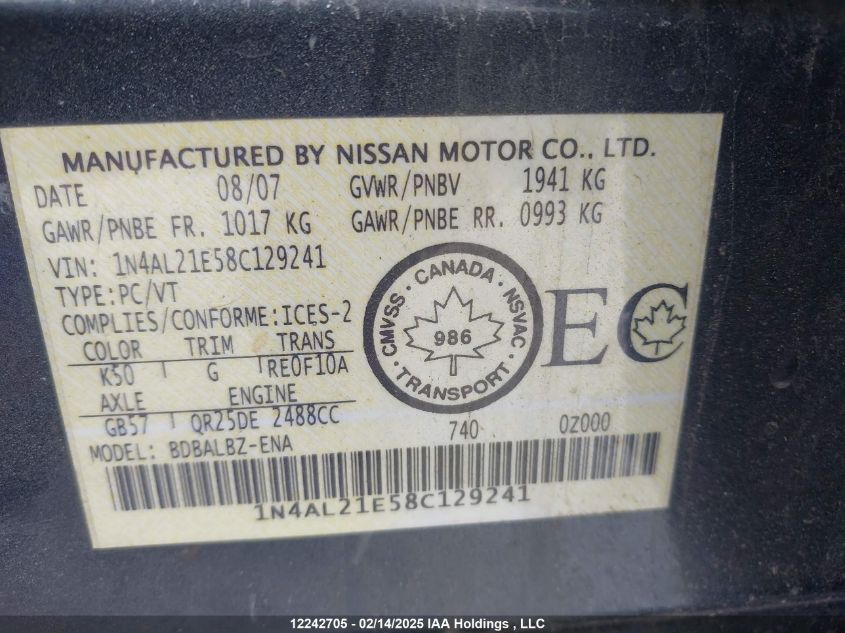 MANUFACTURED BY NISSAN MOTOR CO., LTD.
DATE 08/07 GVWR/PNBV 1941 KG
GAWR/PNBE FR. 1017 KG GAWR/PNBE RR. 0993 KG
VIN: 1N4AL21E58C129241
TYPE:PC/VT
COMPLIES/CONFORME:ICES-2
COLOR TRIM TRANS
K50 G RE0F10A
AXLE ENGINE
GB57 QR25DE 2488CC
740 0Z000
MODEL: BDBALBZ-ENA
CANADA · NSVAC · TRANSPORT · CMVSS ·
986
EC
1N4AL21E58C129241
12242705 - 02/14/2025 IAA Holdings , LLC